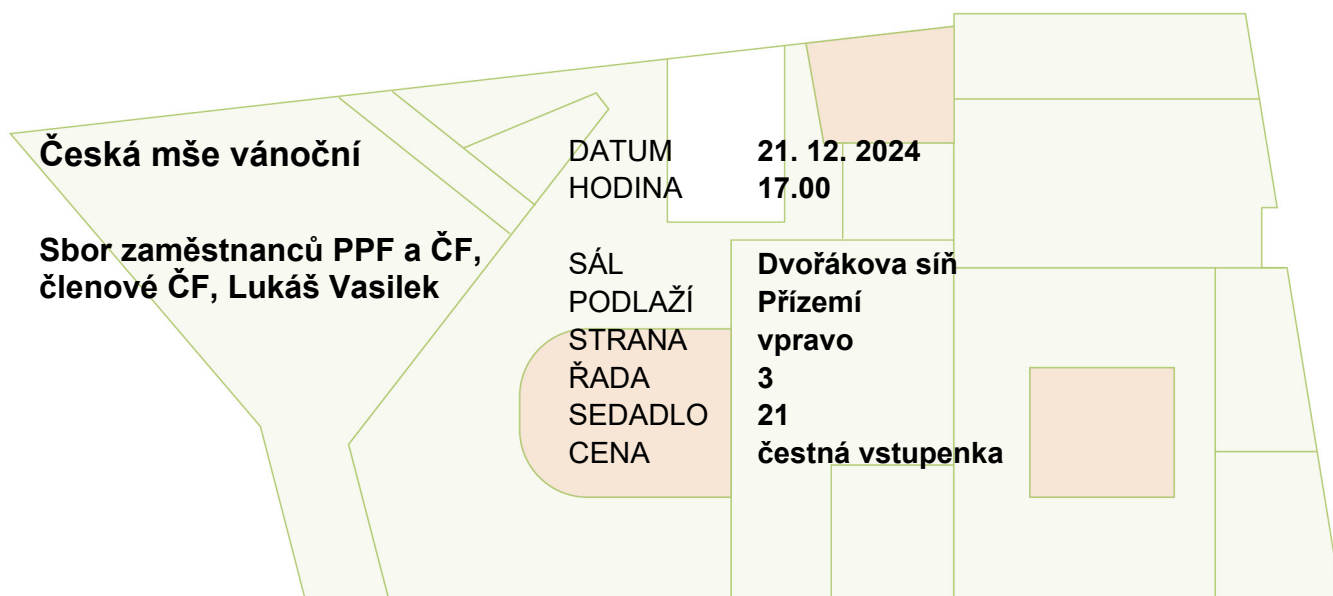 Česká mše vánoční
Sbor zaměstnanců PPF a ČF,
členové ČF, Lukáš Vasilek
DATUM 21. 12. 2024
HODINA 17.00
SÁL Dvořákova síň
PODLAŽÍ Přízemí
STRANA vpravo
ŘADA 3
SEDADLO 21
CENA čestná vstupenka